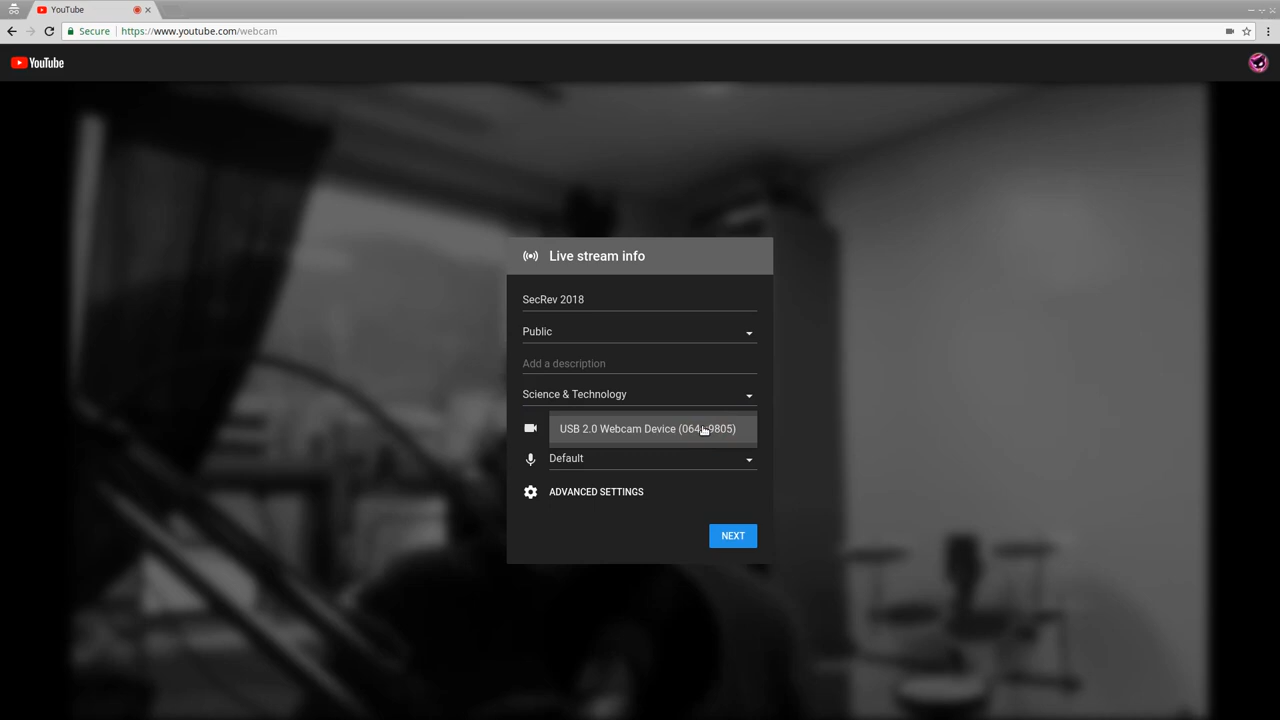 YouTube
Secure
https://www.youtube.com/webcam
YouTube
Live stream info
SecRev 2018
Public
Add a description
Science & Technology
USB 2.0 Webcam Device
Default
ADVANCED SETTINGS
NEXT